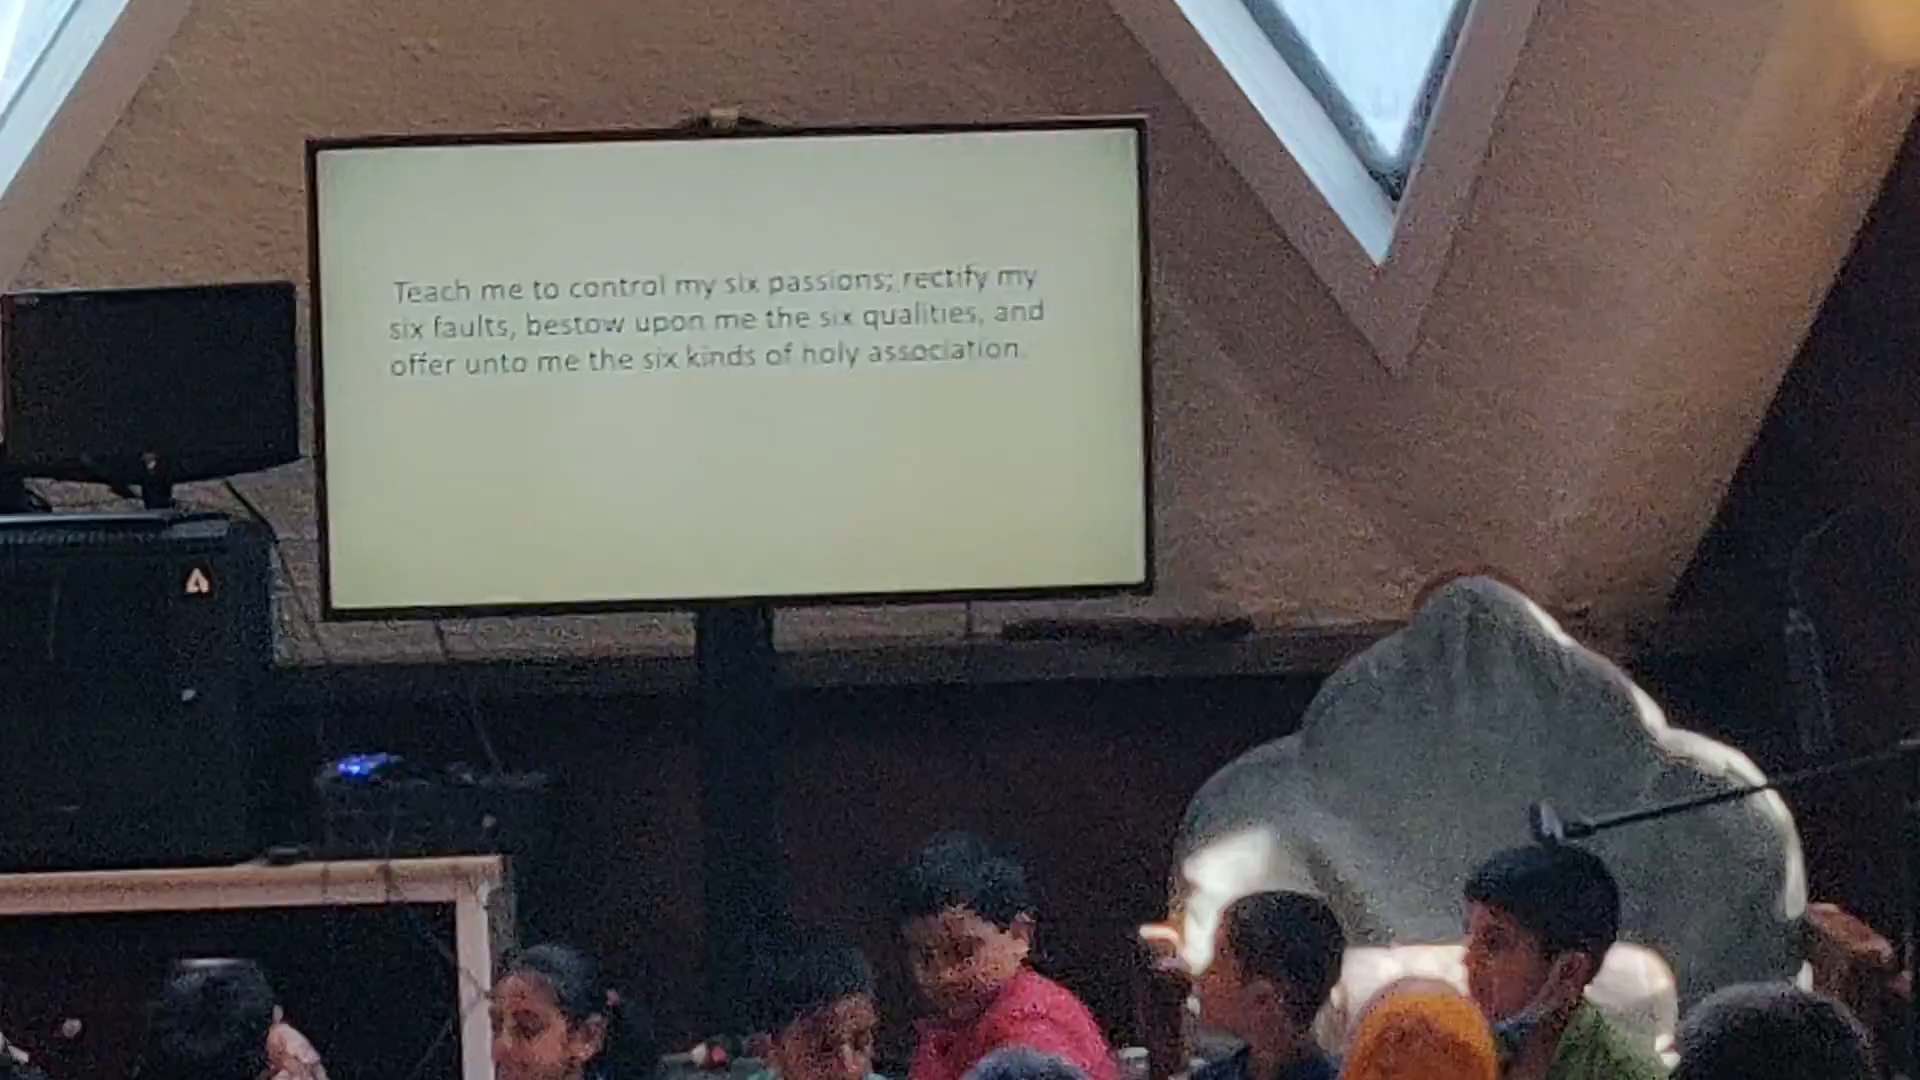 Teach me to control my six passions; rectify my
six faults, bestow upon me the six qualities, and
offer unto me the six kinds of holy association.